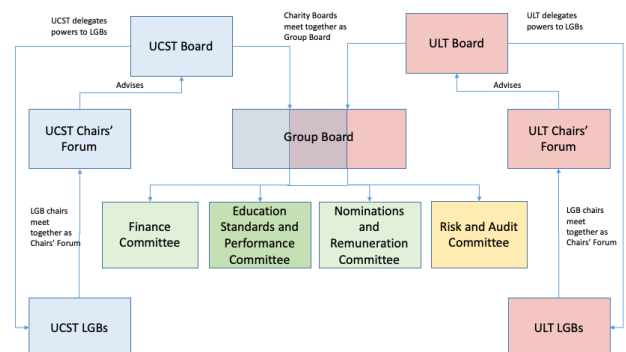 UCST delegates
powers to LGBs
UCST Board
Charity Boards
meet together as
Group Board
ULT Board
ULT delegates
powers to LGBs
Advises
Advises
UCST Chairs'
Forum
Group Board
ULT Chairs'
Forum
LGB chairs
meet
together as
Chairs' Forum
Finance
Committee
Education
Standards and
Performance
Committee
Nominations
and
Remuneration
Committee
Risk and Audit
Committee
LGB chairs
meet
together as
Chairs' Forum
UCST LGBs
ULT LGBs